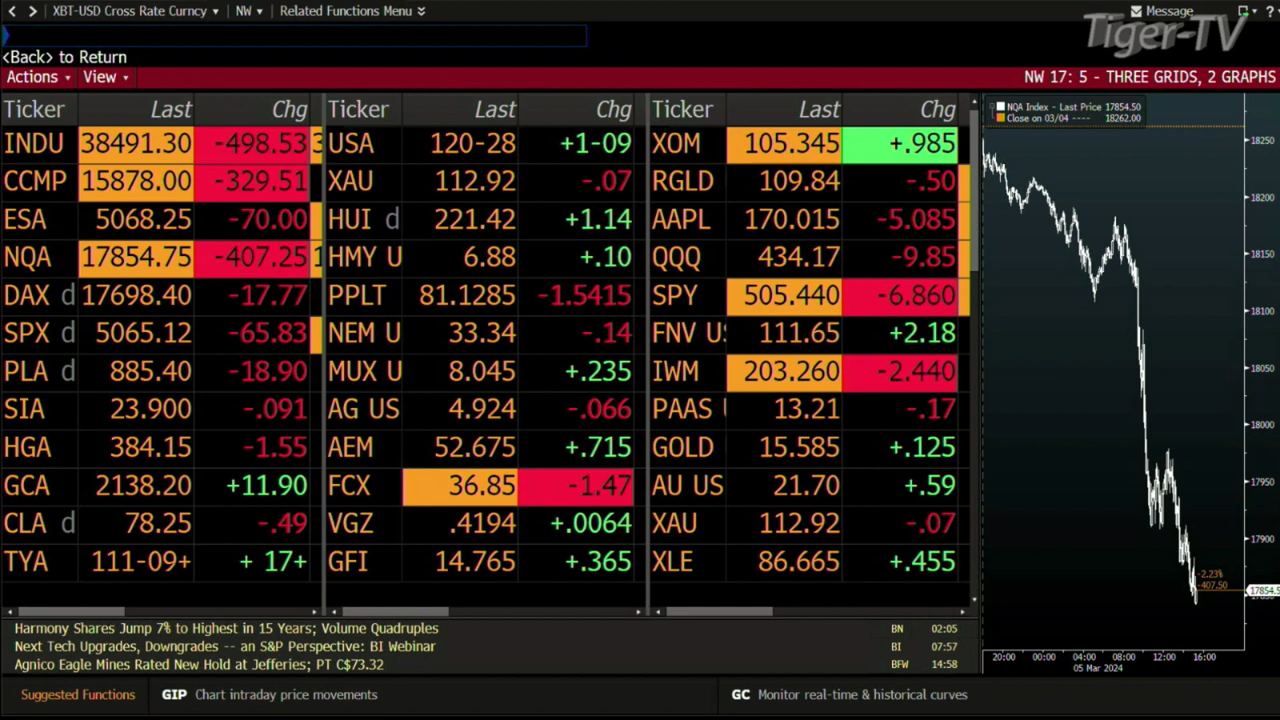 XBT-USD Cross Rate Curncy NW Related Functions Menu Message ?
Tiger-TV
<Back> to Return
Actions View NW 17: 5 - THREE GRIDS, 2 GRAPHS
Ticker Last Chg Ticker Last Chg Ticker Last Chg
INDU 38491.30 -498.53 3 USA 120-28 +1-09 XOM 105.345 +.985
CCMP 15878.00 -329.51 XAU 112.92 -.07 RGLD 109.84 -.50
ESA 5068.25 -70.00 HUI d 221.42 +1.14 AAPL 170.015 -5.085
NQA 17854.75 -407.25 1 HMY U 6.88 +.10 QQQ 434.17 -9.85
DAX d 17698.40 -17.77 PPLT 81.1285 -1.5415 SPY 505.440 -6.860
SPX d 5065.12 -65.83 NEM U 33.34 -.14 FNV US 111.65 +2.18
PLA d 885.40 -18.90 MUX U 8.045 +.235 IWM 203.260 -2.440
SIA 23.900 -.091 AG US 4.924 -.066 PAAS 13.21 -.17
HGA 384.15 -1.55 AEM 52.675 +.715 GOLD 15.585 +.125
GCA 2138.20 +11.90 FCX 36.85 -1.47 AU US 21.70 +.59
CLA d 78.25 -.49 VGZ .4194 +.0064 XAU 112.92 -.07
TYA 111-09+ + 17+ GFI 14.765 +.365 XLE 86.665 +.455
NQA Index - Last Price 17854.50
Close on 03/04 18262.00
18250
18200
18150
18100
18050
18000
17950
17900
-2.23%
-407.50
17854.5
20:00 00:00 04:00 08:00 12:00 16:00
05 Mar 2024
Harmony Shares Jump 7% to Highest in 15 Years; Volume Quadruples BN 02:05
Next Tech Upgrades, Downgrades -- an S&P Perspective: BI Webinar BI 07:57
Agnico Eagle Mines Rated New Hold at Jefferies; PT C$73.32 BFW 14:58
Suggested Functions GIP Chart intraday price movements GC Monitor real-time & historical curves